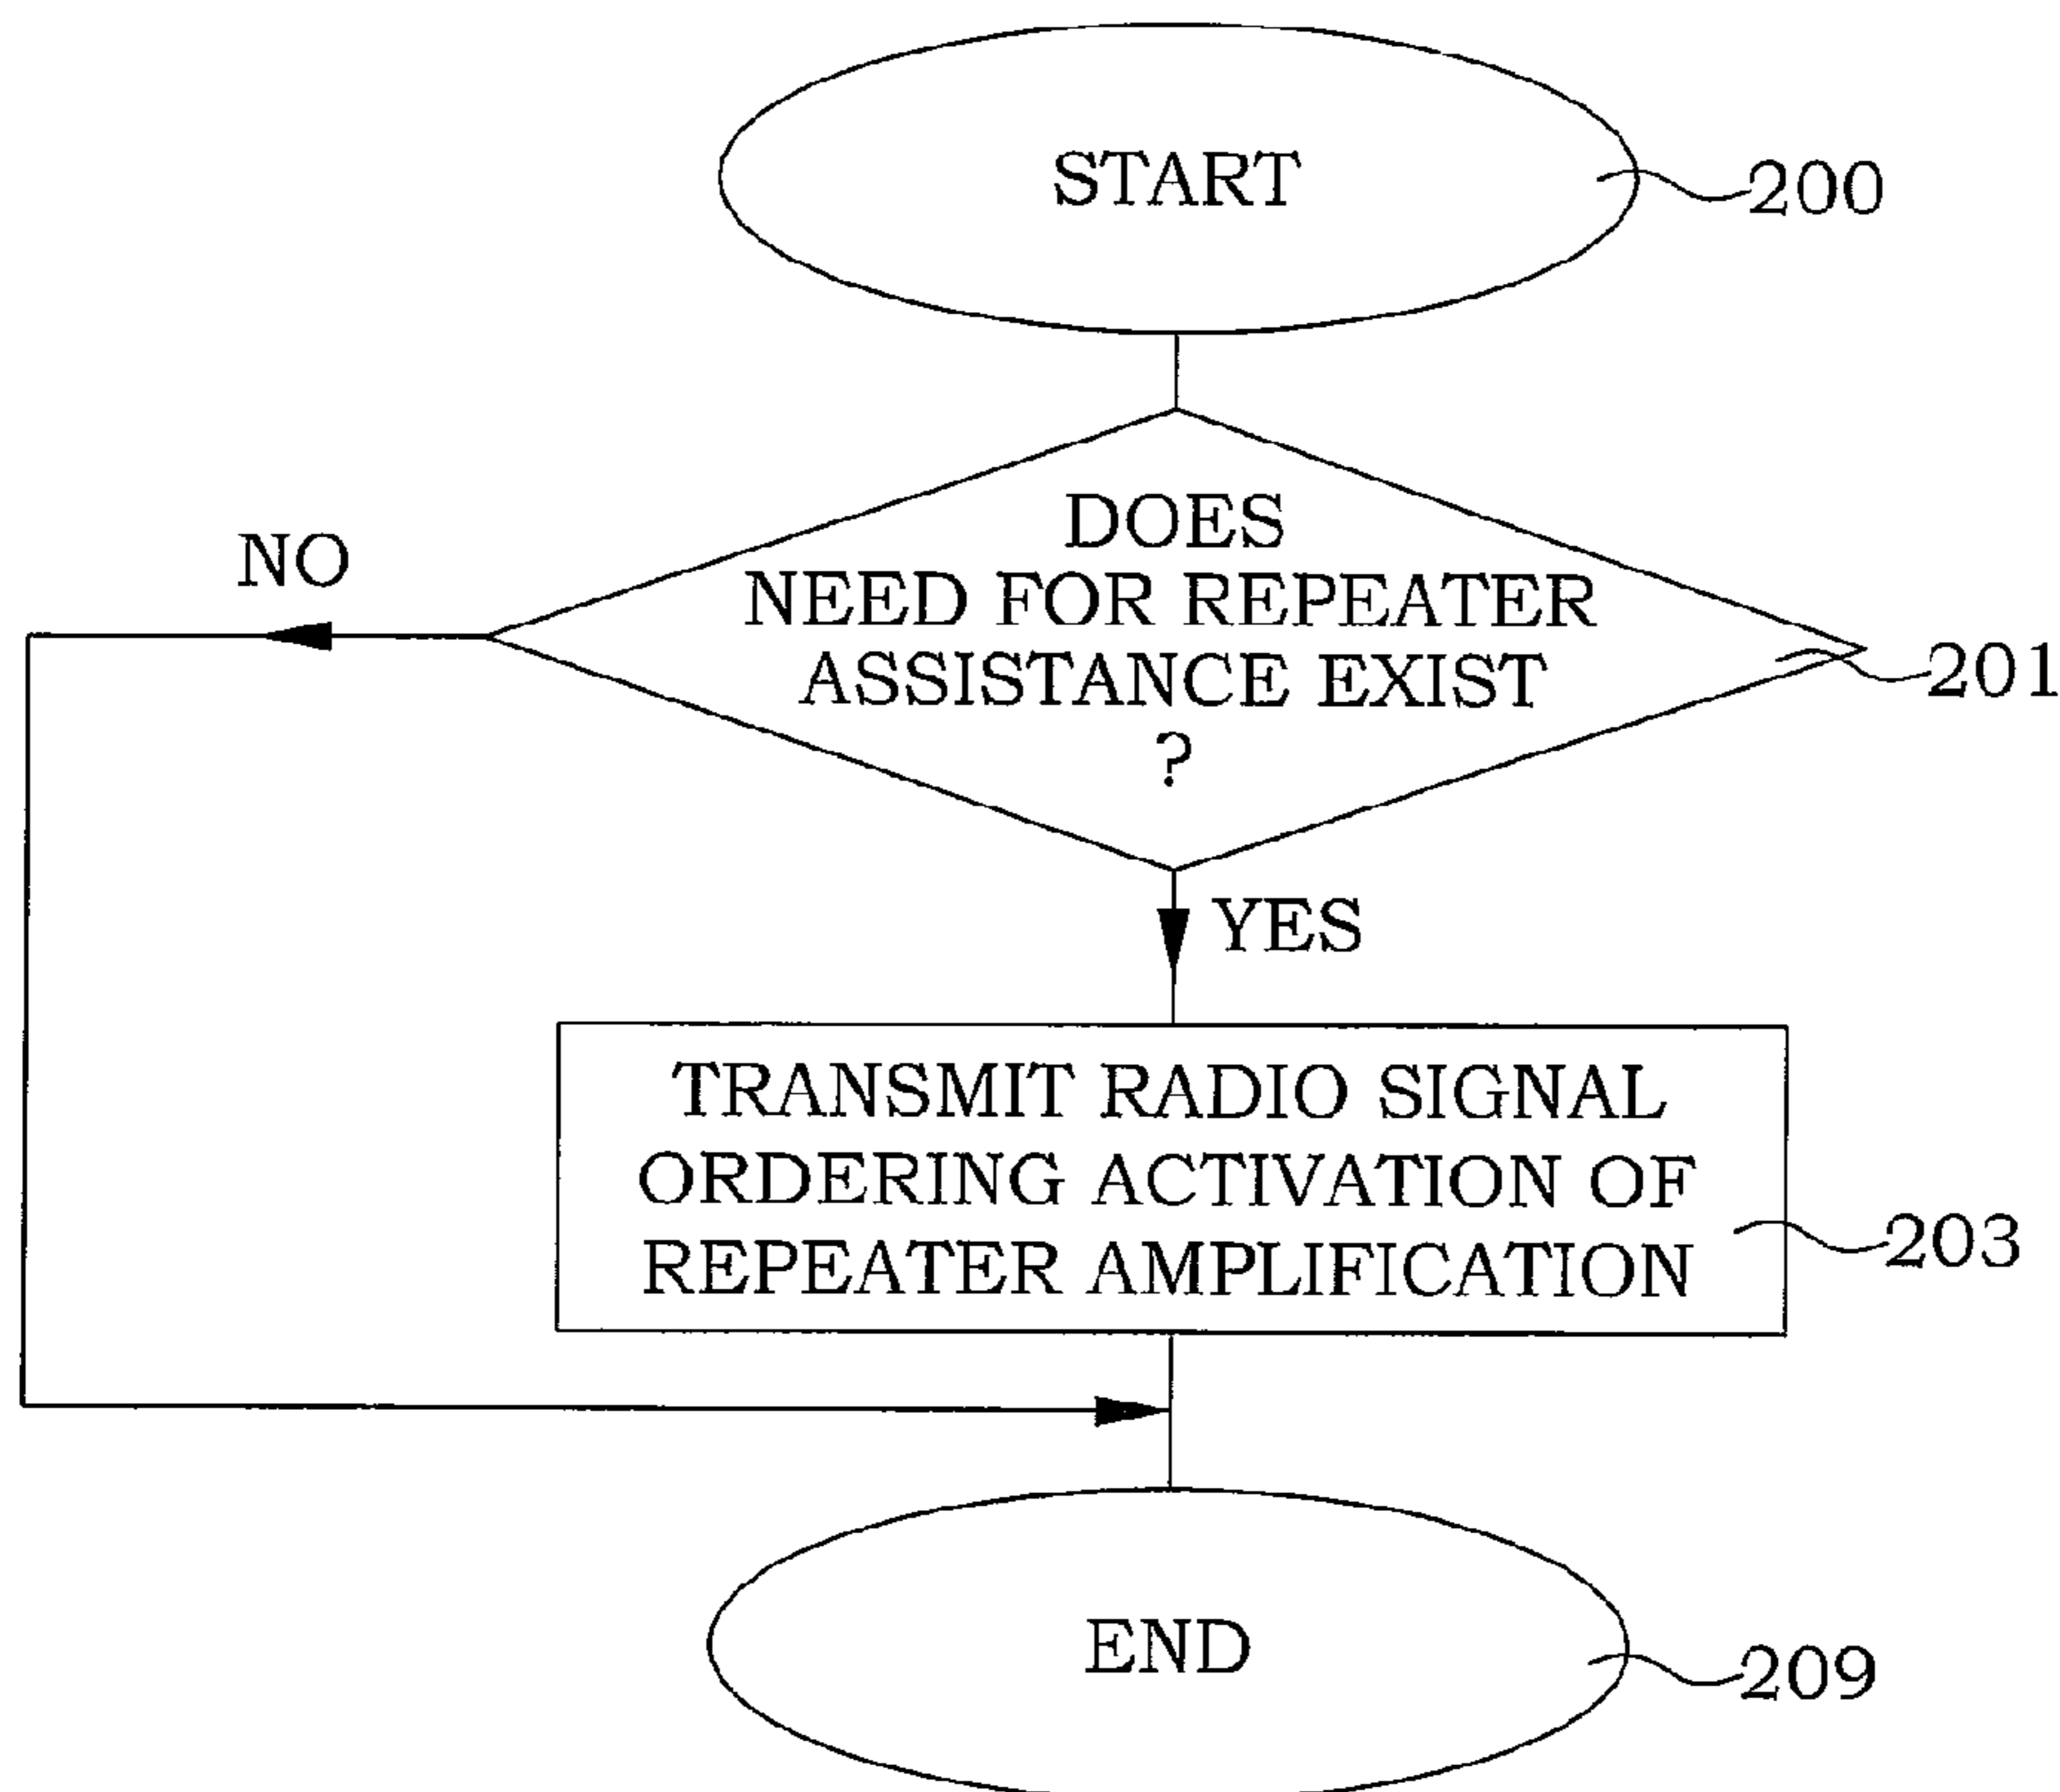 START
200
DOES
NEED FOR REPEATER
ASSISTANCE EXIST
?
201
NO
YES
TRANSMIT RADIO SIGNAL
ORDERING ACTIVATION OF
REPEATER AMPLIFICATION
203
END
209